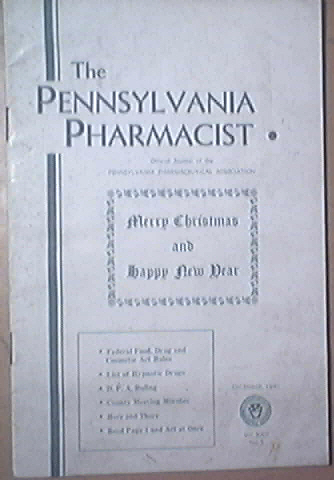 The
PENNSYLVANIA
PHARMACIST
Official Journal of the
PENNSYLVANIA PHARMACEUTICAL ASSOCIATION
Merry Christmas
and
Happy New Year
• Federal Food, Drug and
Cosmetic Act Rules
• List of Hypnotic Drugs
• Ruling
• County Meeting Minutes
• Here and There
• Read Page 1 and Act at Once
DECEMBER